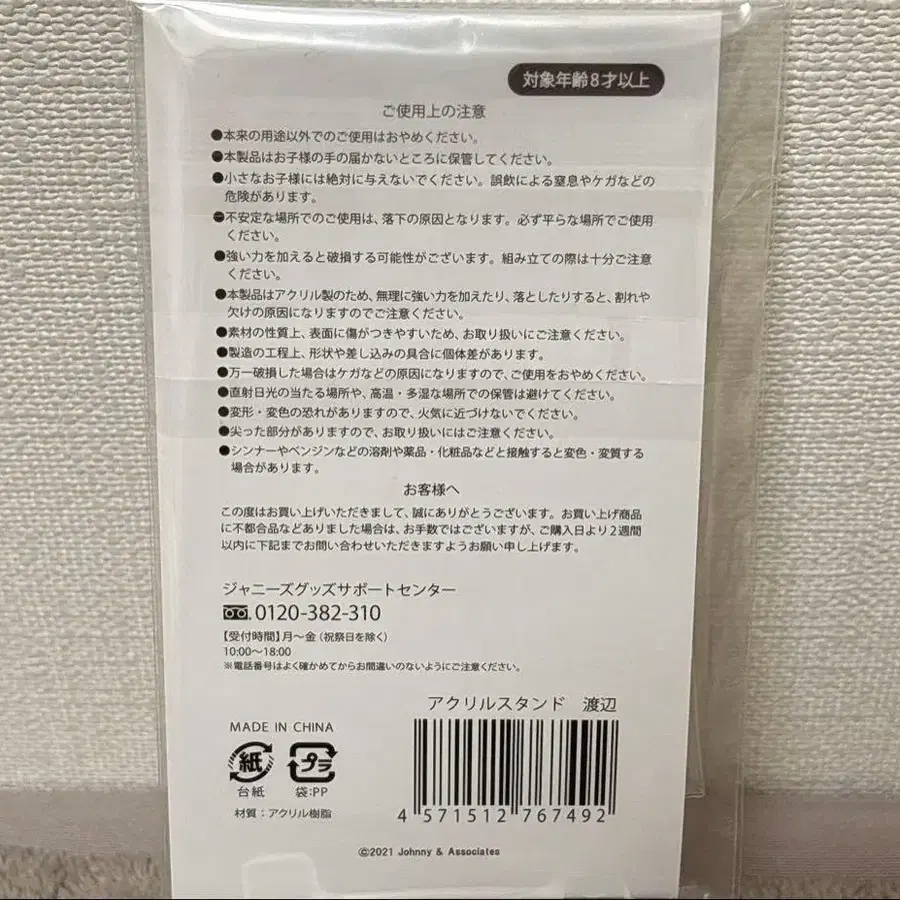 対象年齢8才以上
ご使用上の注意
●本来の用途以外でのご使用はおやめください。
●本製品はお子様の手の届かないところに保管してください。
●小さなお子様には絶対に与えないでください。誤飲による窒息やケガなどの
危険があります。
●不安定な場所でのご使用は、落下の原因となります。必ず平らな場所でご使用
ください。
●強い力を加えると破損する可能性がございます。組み立ての際は十分ご注意
ください。
●本製品はアクリル製のため、無理に強い力を加えたり、落としたりすると、割れや
欠けの原因になりますのでご注意ください。
●素材の性質上、表面に傷がつきやすいため、お取り扱いにご注意ください。
●製造の工程上、形状や差し込みの具合に個体差があります。
●万一破損した場合はケガなどの原因になりますので、ご使用をおやめください。
●直射日光の当たる場所や、高温・多湿な場所での保管は避けてください。
●変形・変色の恐れがありますので、火気に近づけないでください。
●尖った部分がありますので、お取り扱いにはご注意ください。
●シンナーやベンジンなどの溶剤や薬品・化粧品などと接触すると変色・変質する
場合があります。
お客様へ
この度はお買い上げいただきまして、誠にありがとうございます。お買い上げ商品
に不都合品などありました場合は、お手数ではございますが、ご購入日より2週間
以内に下記までお問い合わせいただきますようお願い申し上げます。
ジャニーズグッズサポートセンター
0120-382-310
【受付時間】月〜金（祝祭日を除く）
10:00〜18:00
※電話番号はよく確かめてからお間違いのないようにご注意ください。
アクリルスタンド 渡辺
MADE IN CHINA
紙 プラ
台紙 袋:PP
材質：アクリル樹脂
4 571512 767492
©2021 Johnny & Associates